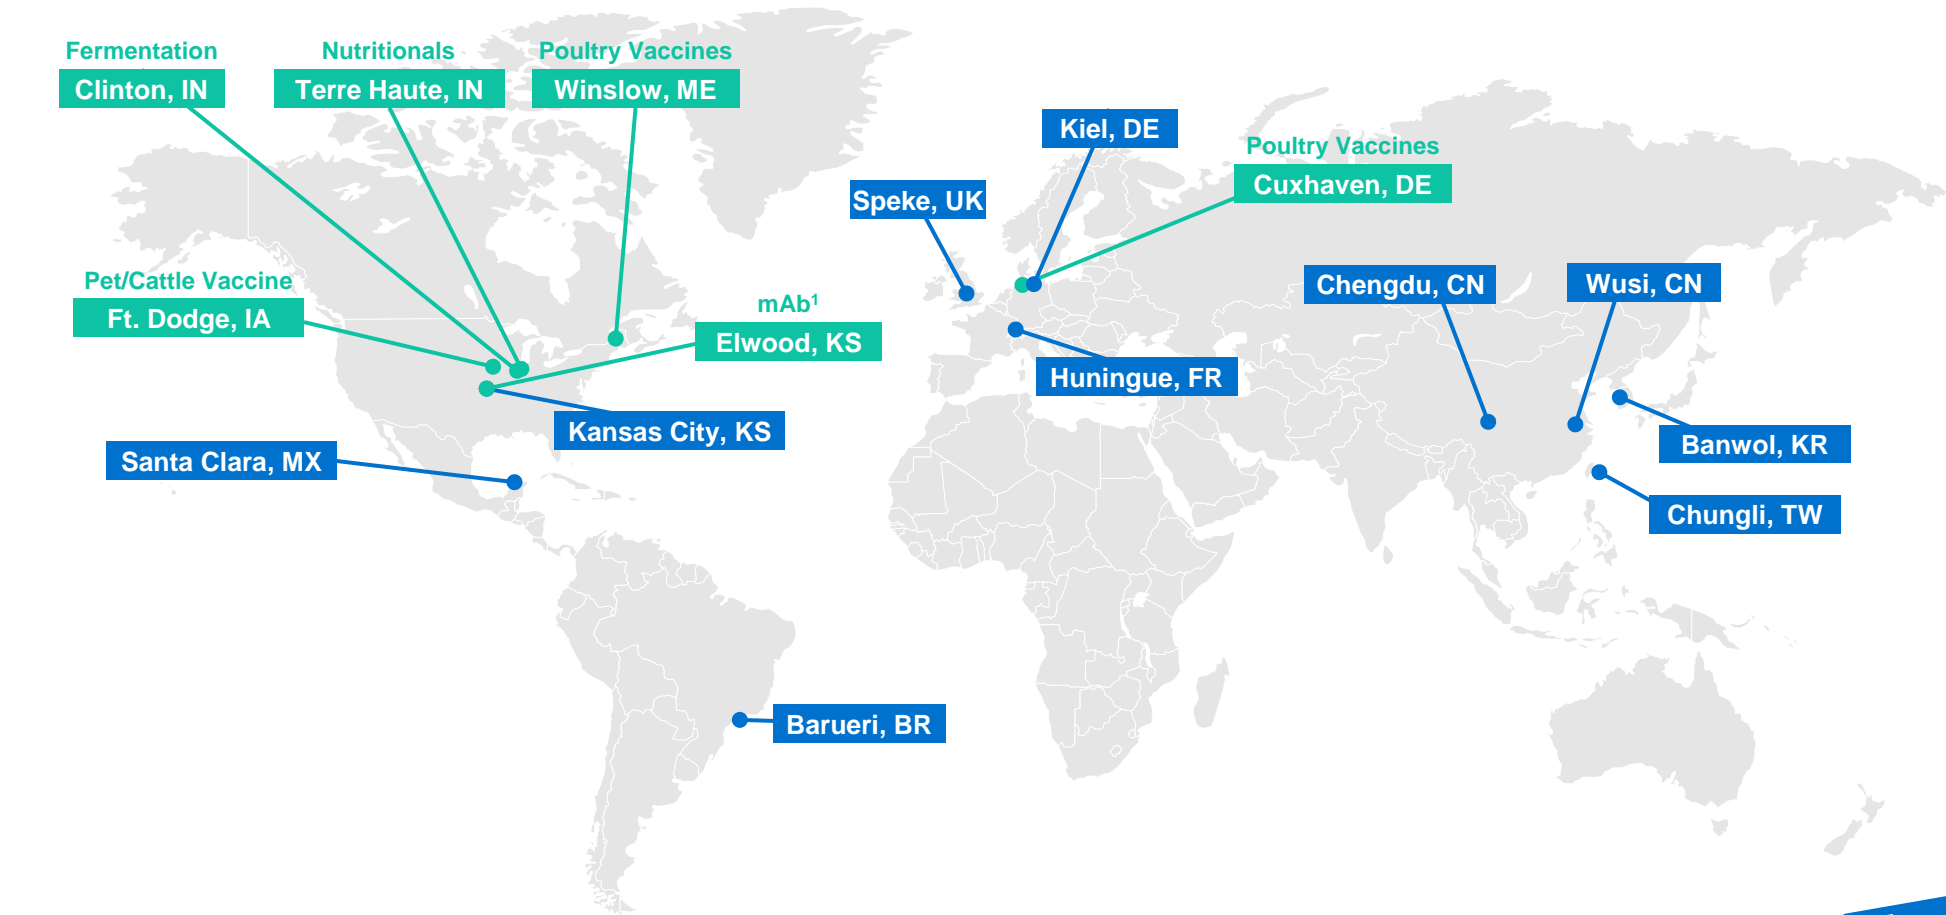 Fermentation
Clinton, IN
Nutritionals
Terre Haute, IN
Poultry Vaccines
Winslow, ME
Kiel, DE
Poultry Vaccines
Cuxhaven, DE
Speke, UK
Pet/Cattle Vaccine
Ft. Dodge, IA
mAb¹
Elwood, KS
Chengdu, CN
Wusi, CN
Huningue, FR
Kansas City, KS
Santa Clara, MX
Banwol, KR
Chungli, TW
Barueri, BR